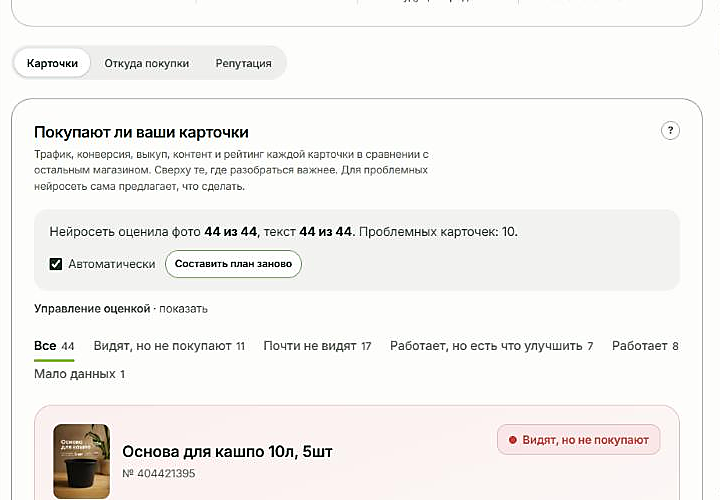 Карточки Откуда покупки Репутация
Покупают ли ваши карточки
?
Трафик, конверсия, выкуп, контент и рейтинг каждой карточки в сравнении с
остальным магазином. Сверху те, где разобраться важнее. Для проблемных
нейросеть сама предлагает, что сделать.
Нейросеть оценила фото 44 из 44, текст 44 из 44. Проблемных карточек: 10.
Автоматически Составить план заново
Управление оценкой · показать
Все 44 Видят, но не покупают 11 Почти не видят 17 Работает, но есть что улучшить 7 Работает 8
Мало данных 1
Основа
для кашпо
Видят, но не покупают
Основа для кашпо 10л, 5шт
№ 404421395